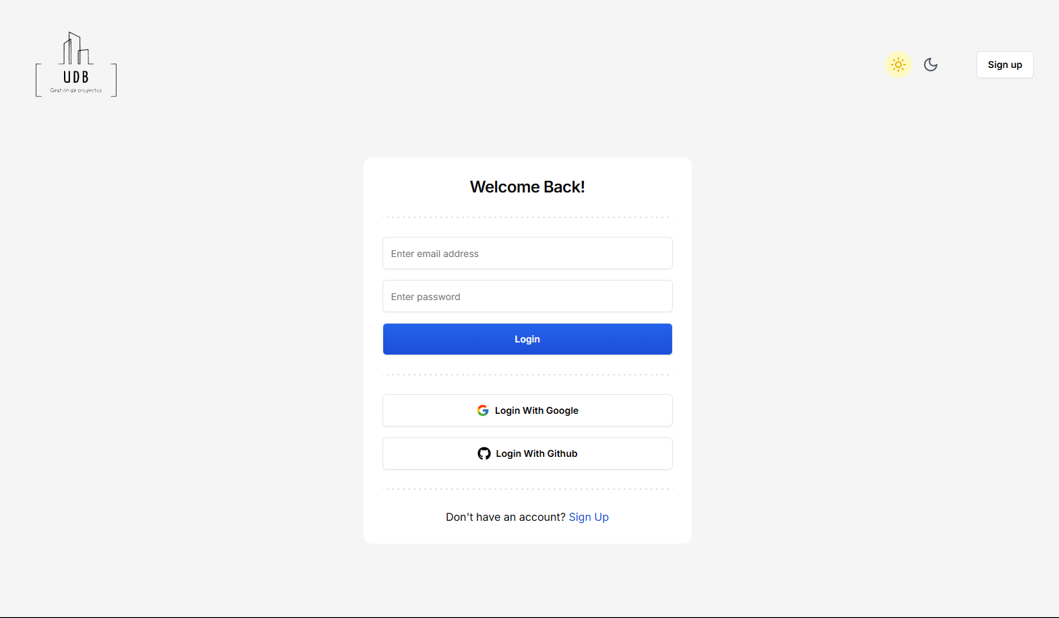 UDB
Gestión de proyectos
Sign up
Welcome Back!
Enter email address
Enter password
Login
Login With Google
Login With Github
Don't have an account? Sign Up